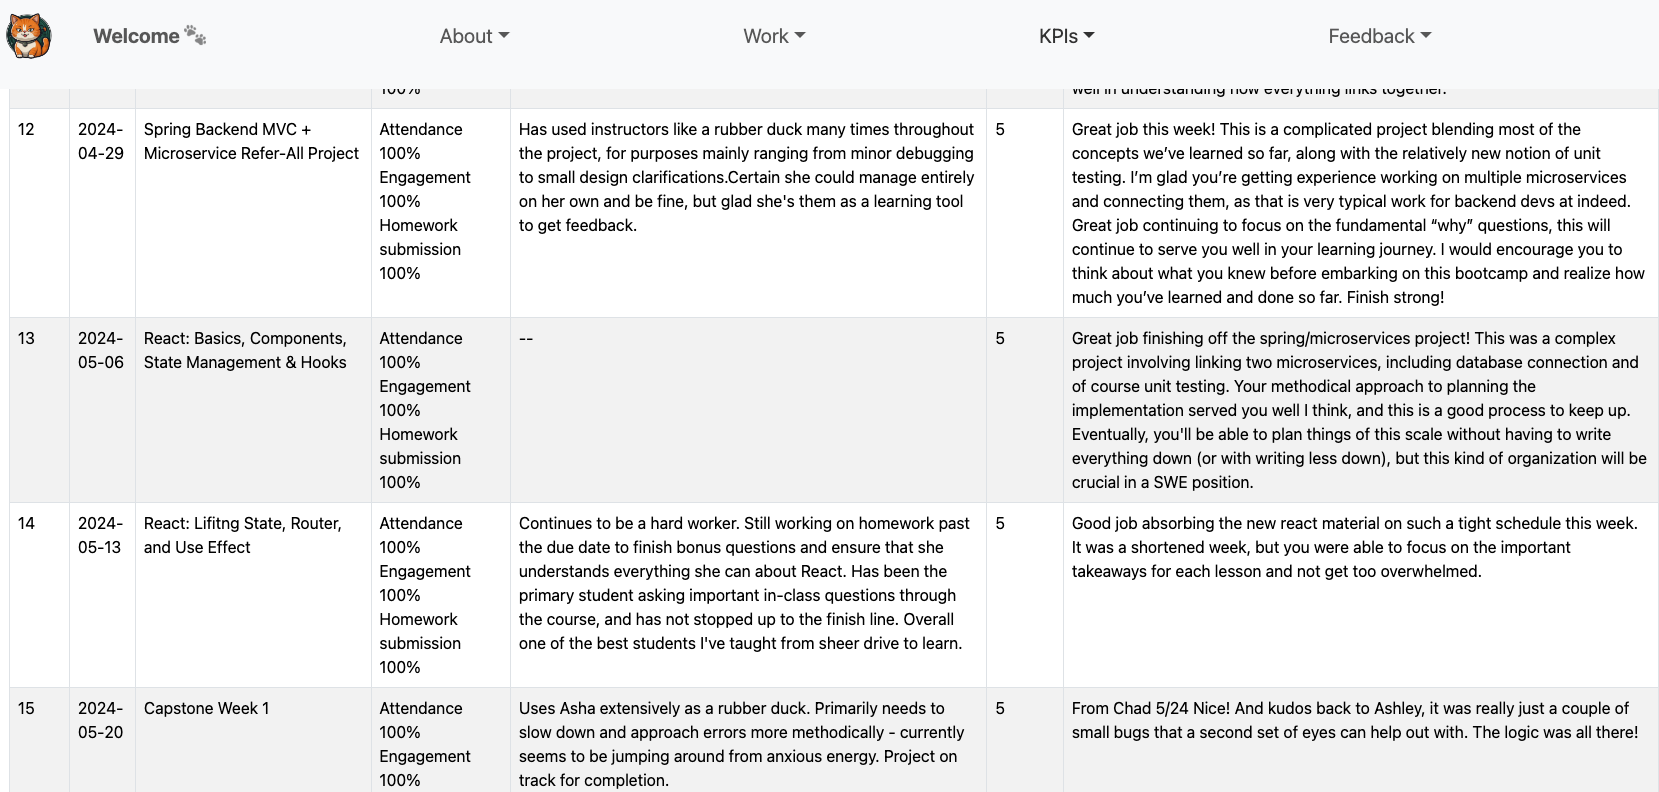 Welcome
About
Work
KPIs
Feedback
100%
well in understanding how everything links together.
12
2024-
04-29
Spring Backend MVC +
Microservice Refer-All Project
Attendance
100%
Engagement
100%
Homework
submission
100%
Has used instructors like a rubber duck many times throughout
the project, for purposes mainly ranging from minor debugging
to small design clarifications.Certain she could manage entirely
on her own and be fine, but glad she's them as a learning tool
to get feedback.
5
Great job this week! This is a complicated project blending most of the
concepts we’ve learned so far, along with the relatively new notion of unit
testing. I’m glad you’re getting experience working on multiple microservices
and connecting them, as that is very typical work for backend devs at indeed.
Great job continuing to focus on the fundamental “why” questions, this will
continue to serve you well in your learning journey. I would encourage you to
think about what you knew before embarking on this bootcamp and realize how
much you’ve learned and done so far. Finish strong!
13
2024-
05-06
React: Basics, Components,
State Management & Hooks
Attendance
100%
Engagement
100%
Homework
submission
100%
--
5
Great job finishing off the spring/microservices project! This was a complex
project involving linking two microservices, including database connection and
of course unit testing. Your methodical approach to planning the
implementation served you well I think, and this is a good process to keep up.
Eventually, you'll be able to plan things of this scale without having to write
everything down (or with writing less down), but this kind of organization will be
crucial in a SWE position.
14
2024-
05-13
React: Lifitng State, Router,
and Use Effect
Attendance
100%
Engagement
100%
Homework
submission
100%
Continues to be a hard worker. Still working on homework past
the due date to finish bonus questions and ensure that she
understands everything she can about React. Has been the
primary student asking important in-class questions through
the course, and has not stopped up to the finish line. Overall
one of the best students I've taught from sheer drive to learn.
5
Good job absorbing the new react material on such a tight schedule this week.
It was a shortened week, but you were able to focus on the important
takeaways for each lesson and not get too overwhelmed.
15
2024-
05-20
Capstone Week 1
Attendance
100%
Engagement
100%
Uses Asha extensively as a rubber duck. Primarily needs to
slow down and approach errors more methodically - currently
seems to be jumping around from anxious energy. Project on
track for completion.
5
From Chad 5/24 Nice! And kudos back to Ashley, it was really just a couple of
small bugs that a second set of eyes can help out with. The logic was all there!